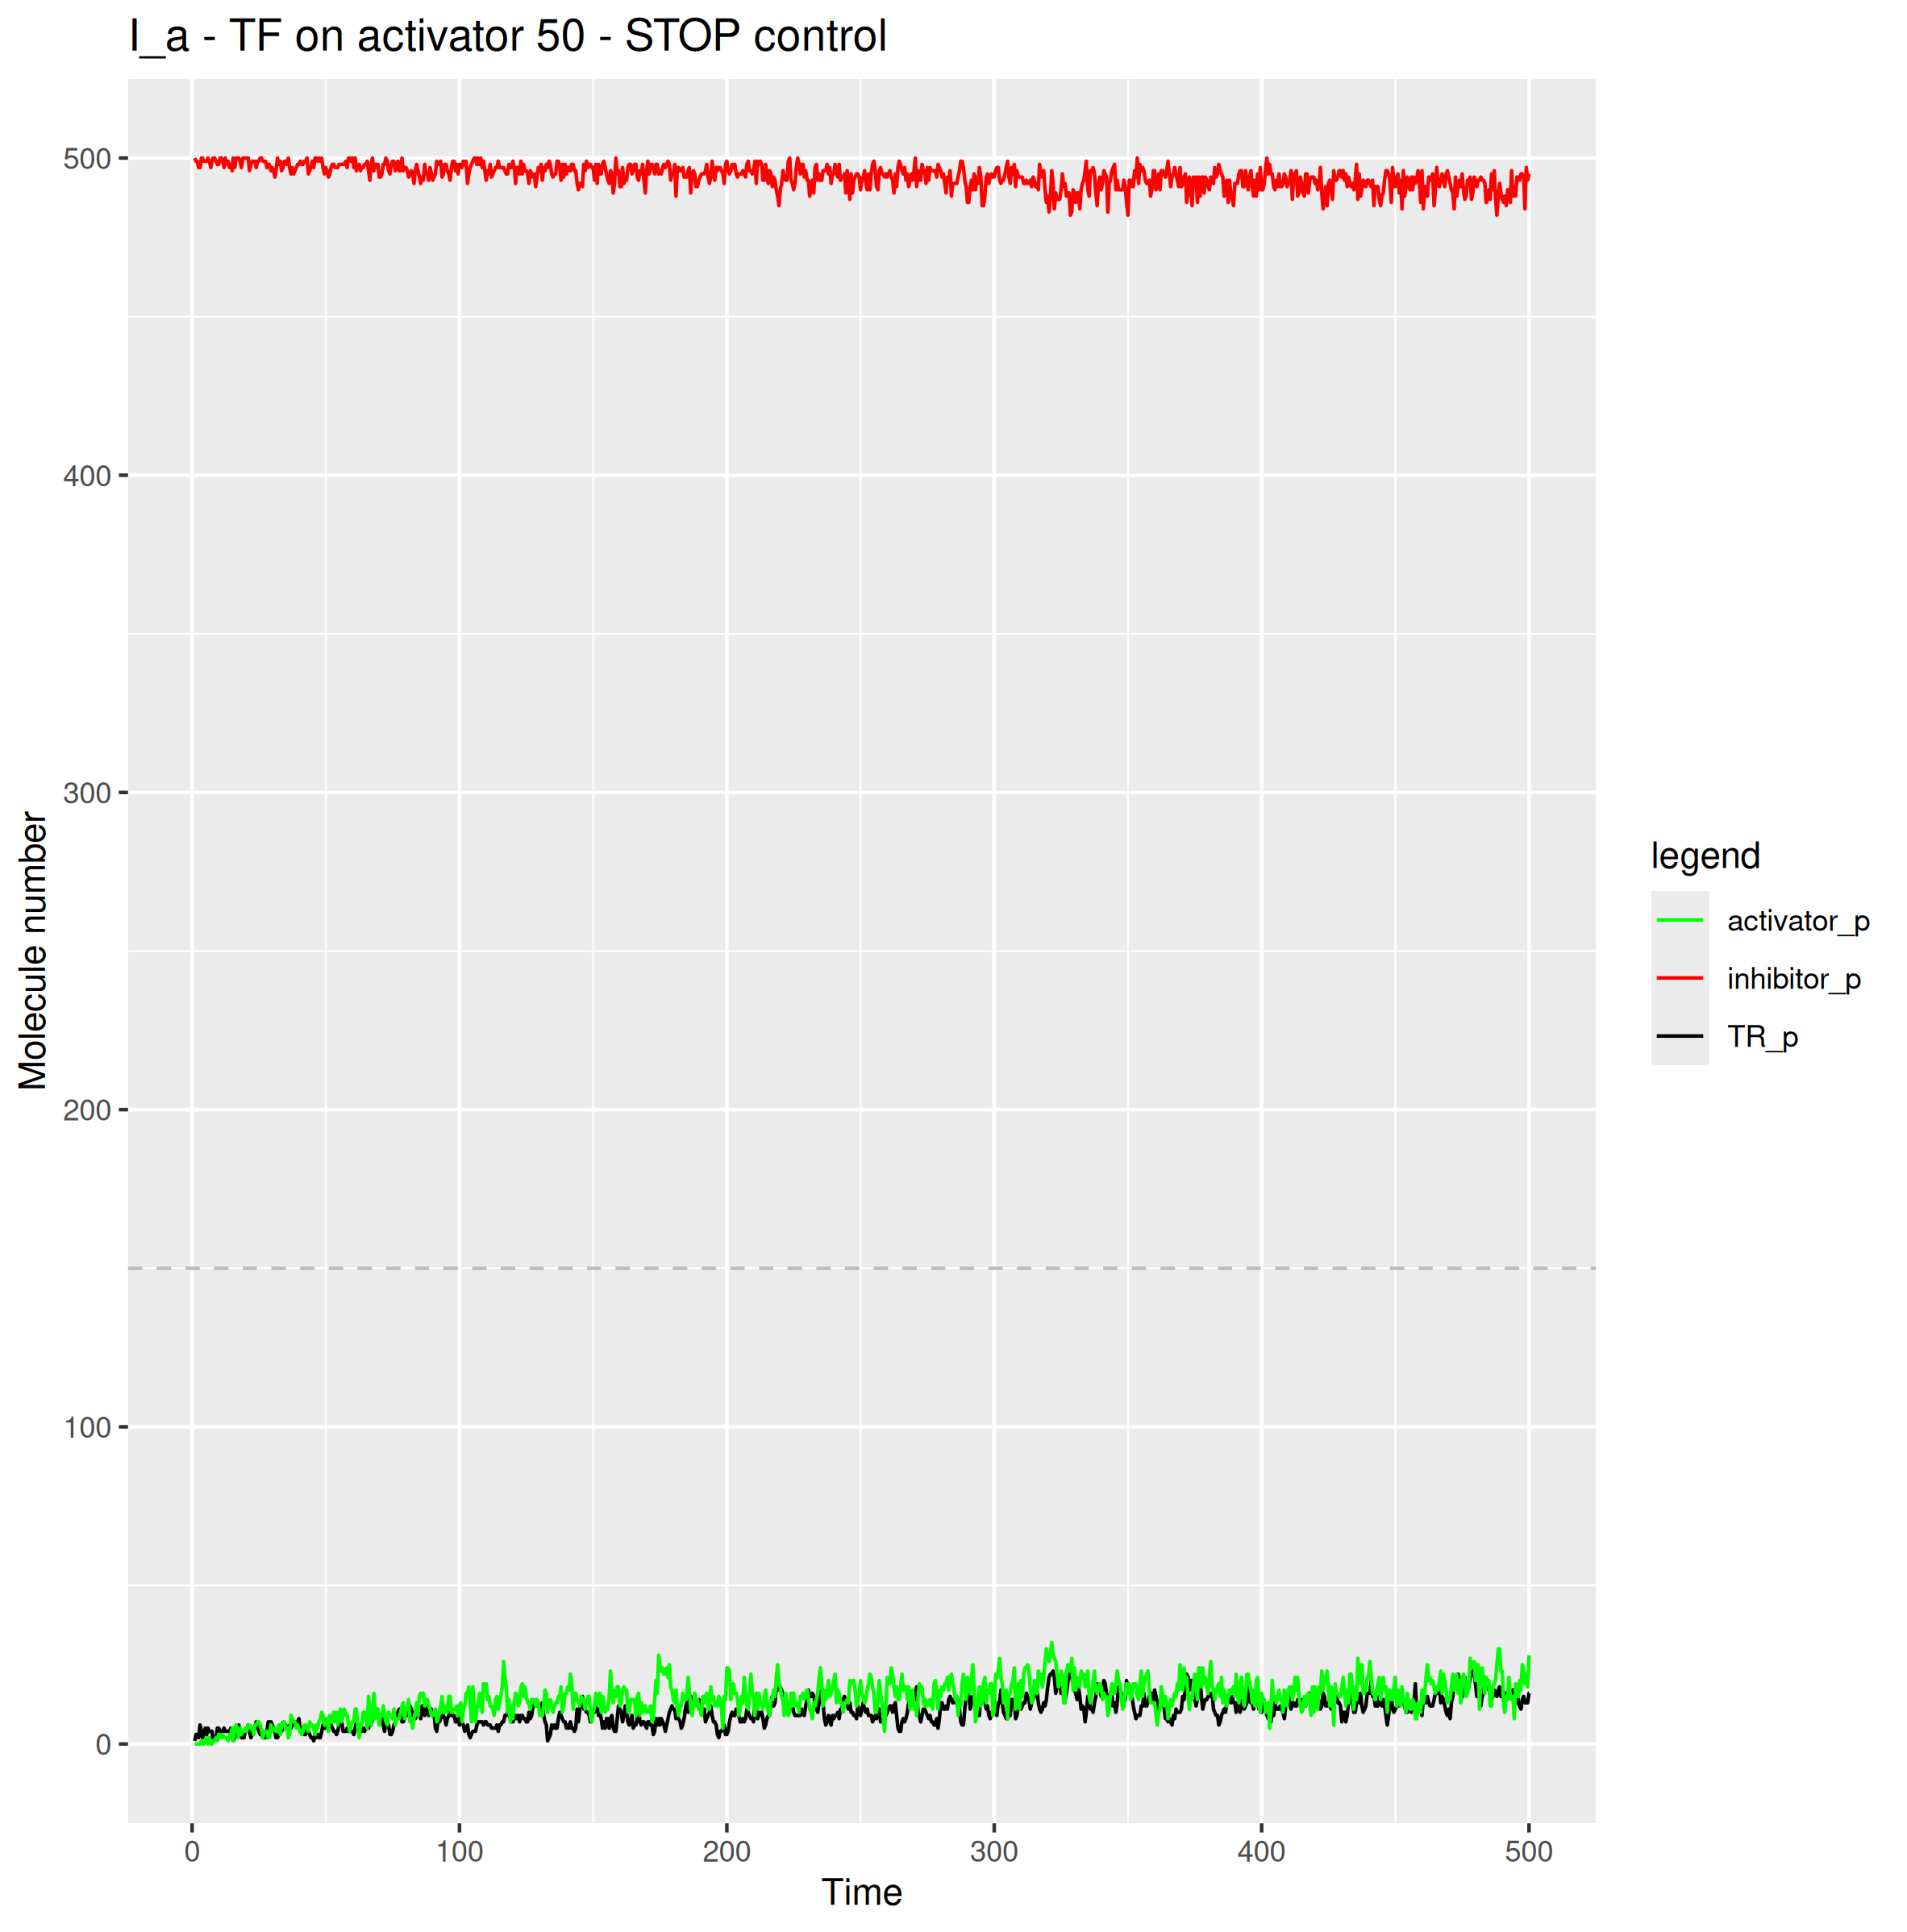 I_a - TF on activator 50 - STOP control
500
400
300
200
100
0
Molecule number
0 100 200 300 400 500
Time
legend
activator_p
inhibitor_p
TR_p